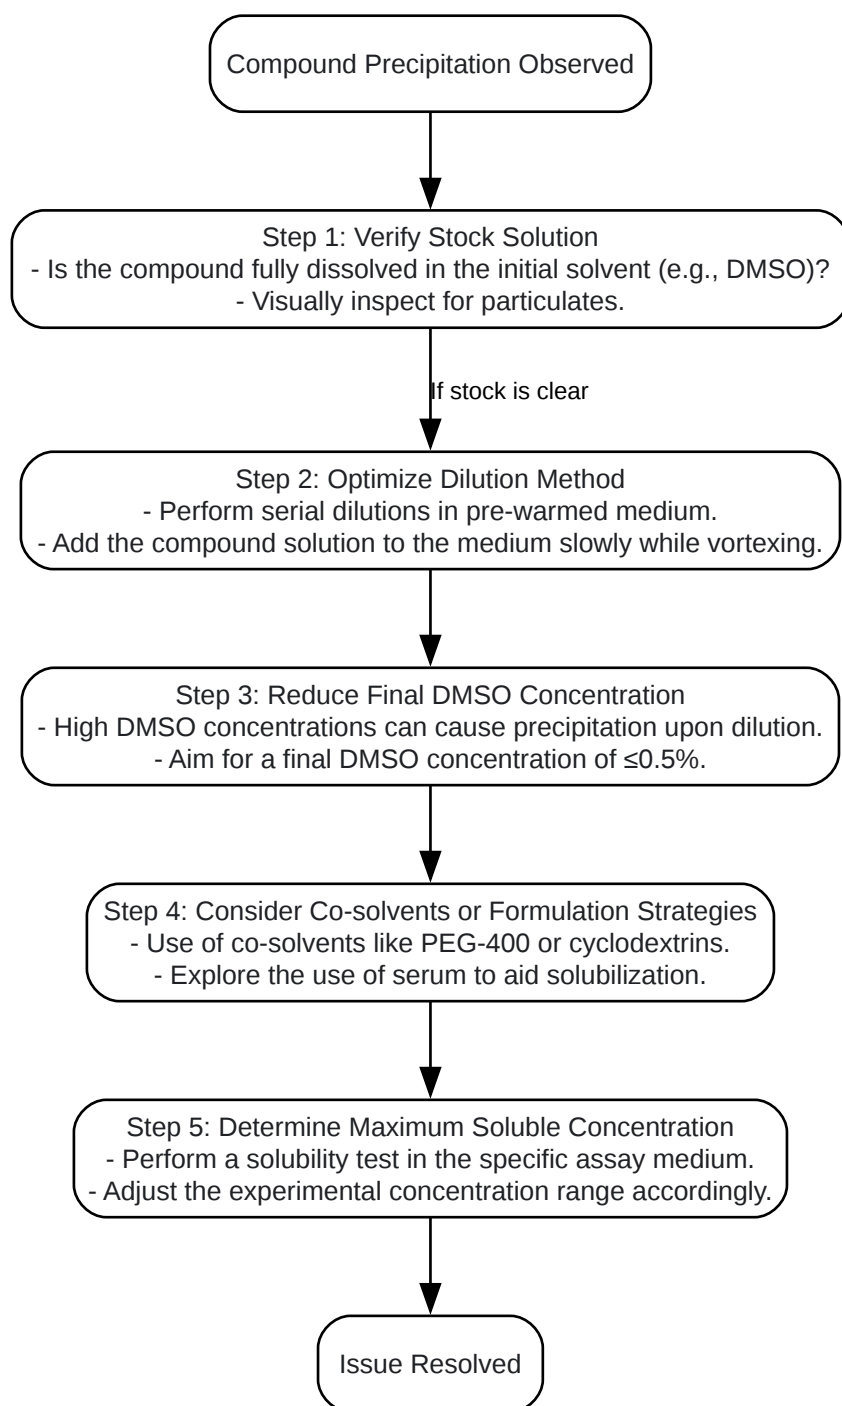 Compound Precipitation Observed
Step 1: Verify Stock Solution
- Is the compound fully dissolved in the initial solvent (e.g., DMSO)?
- Visually inspect for particulates.
If stock is clear
Step 2: Optimize Dilution Method
- Perform serial dilutions in pre-warmed medium.
- Add the compound solution to the medium slowly while vortexing.
Step 3: Reduce Final DMSO Concentration
- High DMSO concentrations can cause precipitation upon dilution.
- Aim for a final DMSO concentration of ≤0.5%.
Step 4: Consider Co-solvents or Formulation Strategies
- Use of co-solvents like PEG-400 or cyclodextrins.
- Explore the use of serum to aid solubilization.
Step 5: Determine Maximum Soluble Concentration
- Perform a solubility test in the specific assay medium.
- Adjust the experimental concentration range accordingly.
Issue Resolved